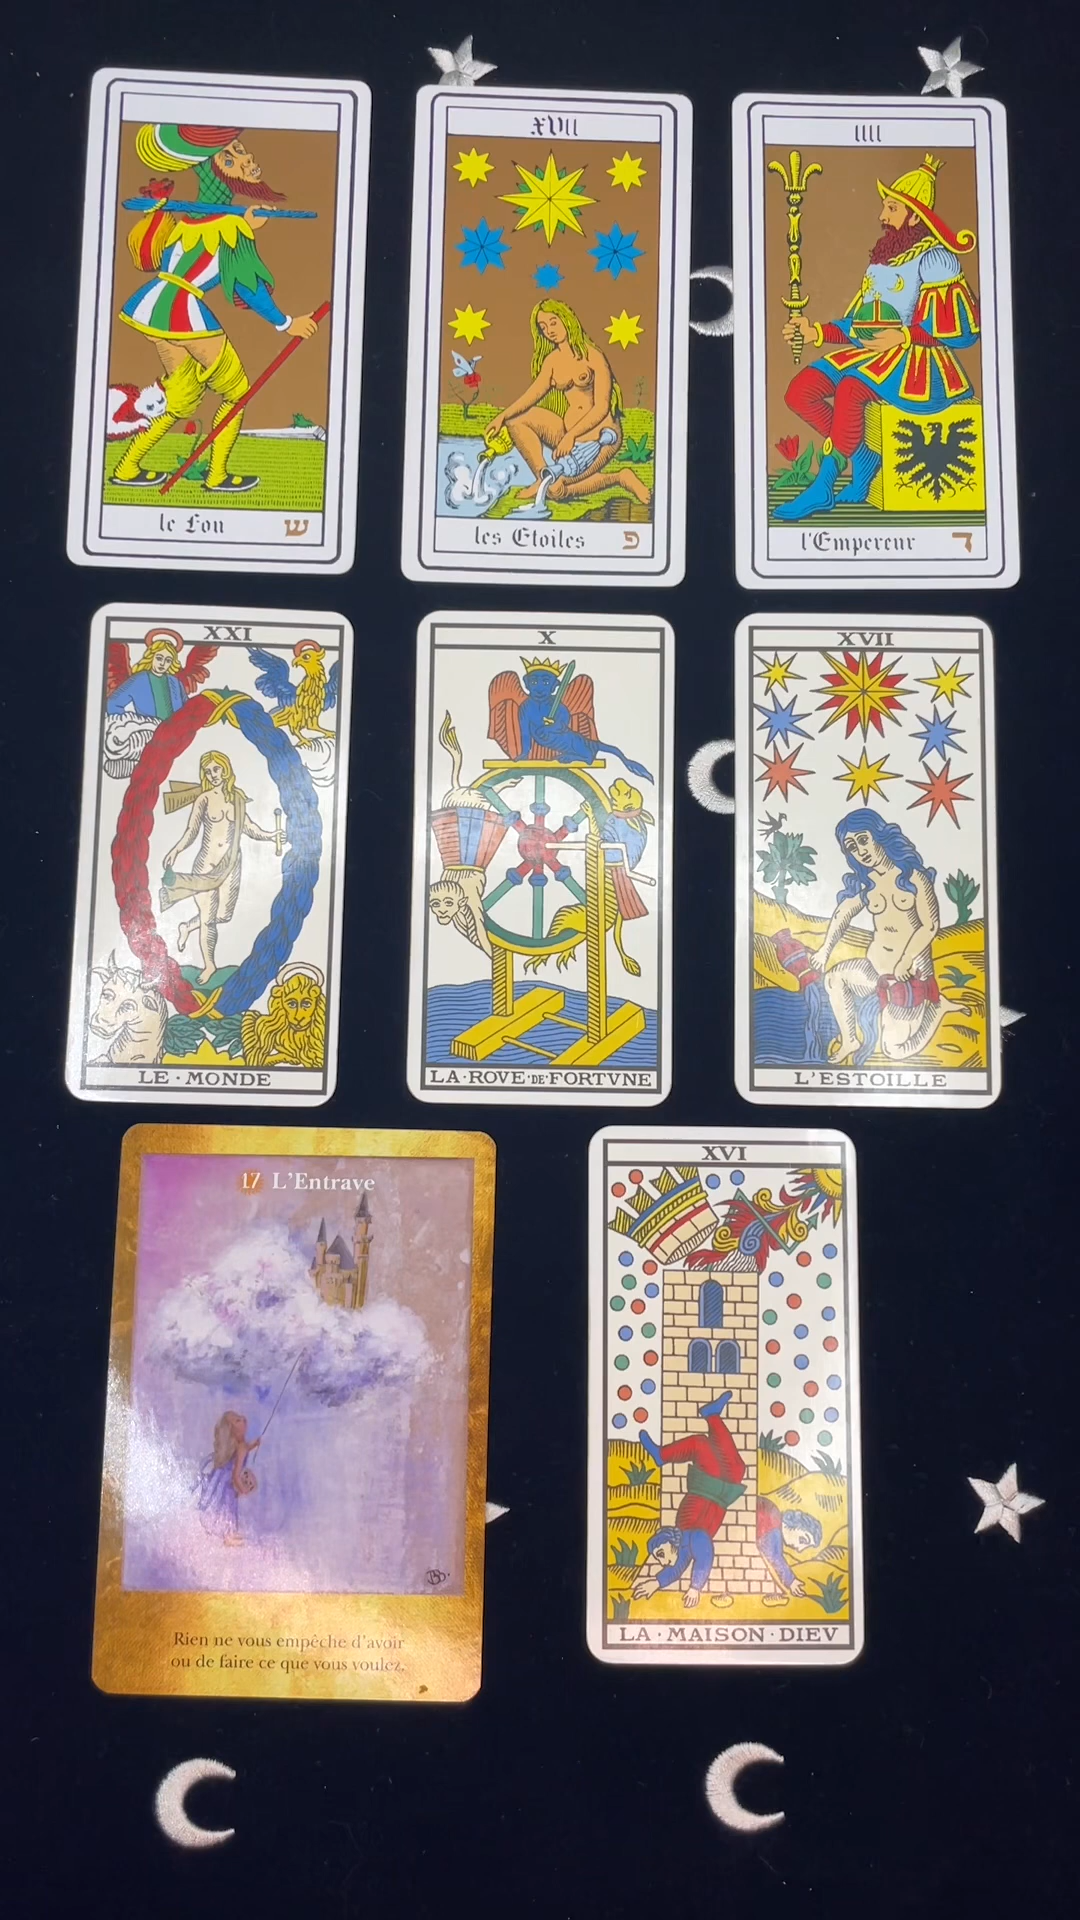 XVII
IIII
le Fou ש
les Etoiles פ
l'Empereur ד
XXI
X
XVII
LE · MONDE
LA · ROVE · DE · FORTVNE
L'ESTOILLE
17 L'Entrave
Rien ne vous empêche d'avoir
ou de faire ce que vous voulez.
XVI
LA · MAISON · DIEV